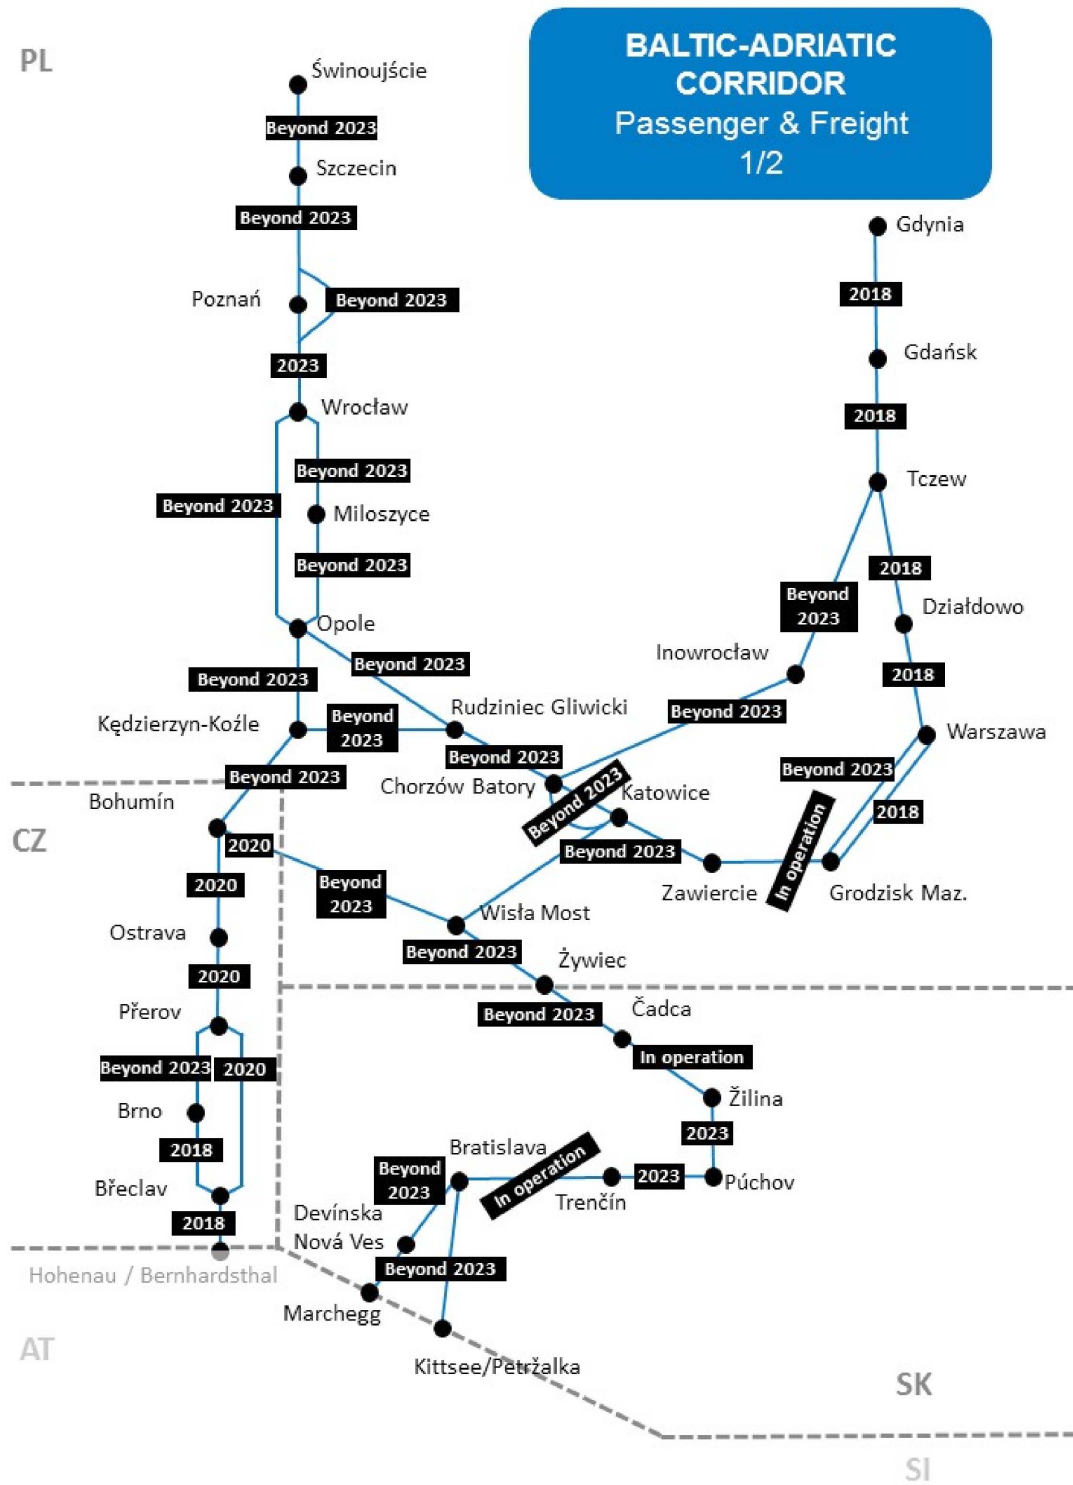 BALTIC-ADRIATIC
CORRIDOR
Passenger & Freight
1/2
PL
Świnoujście
Beyond 2023
Szczecin
Beyond 2023
Gdynia
Poznań
Beyond 2023
2018
Gdańsk
2023
Wrocław
2018
Beyond 2023
Tczew
Beyond 2023
Miloszyce
Beyond 2023
2018
Beyond
2023
Działdowo
Opole
Inowrocław
Beyond 2023
Beyond 2023
2018
Kędzierzyn-Koźle
Beyond
2023
Rudziniec Gliwicki
Beyond 2023
Warszawa
Beyond 2023
Beyond 2023
Beyond 2023
Bohumín
Chorzów Batory
Beyond 2023
Katowice
2018
CZ
2020
Beyond 2023
In operation
Zawiercie
Grodzisk Maz.
2020
Beyond
2023
Wisła Most
Ostrava
Beyond 2023
Żywiec
2020
Přerov
Beyond 2023
Čadca
Beyond 2023
2020
In operation
Brno
Žilina
2018
2023
Bratislava
In operation
Beyond
2023
2023
Púchov
Břeclav
Trenčín
2018
Devínska
Nová Ves
Hohenau / Bernhardsthal
Beyond 2023
Marchegg
AT
Kittsee/Petržalka
SK
SI